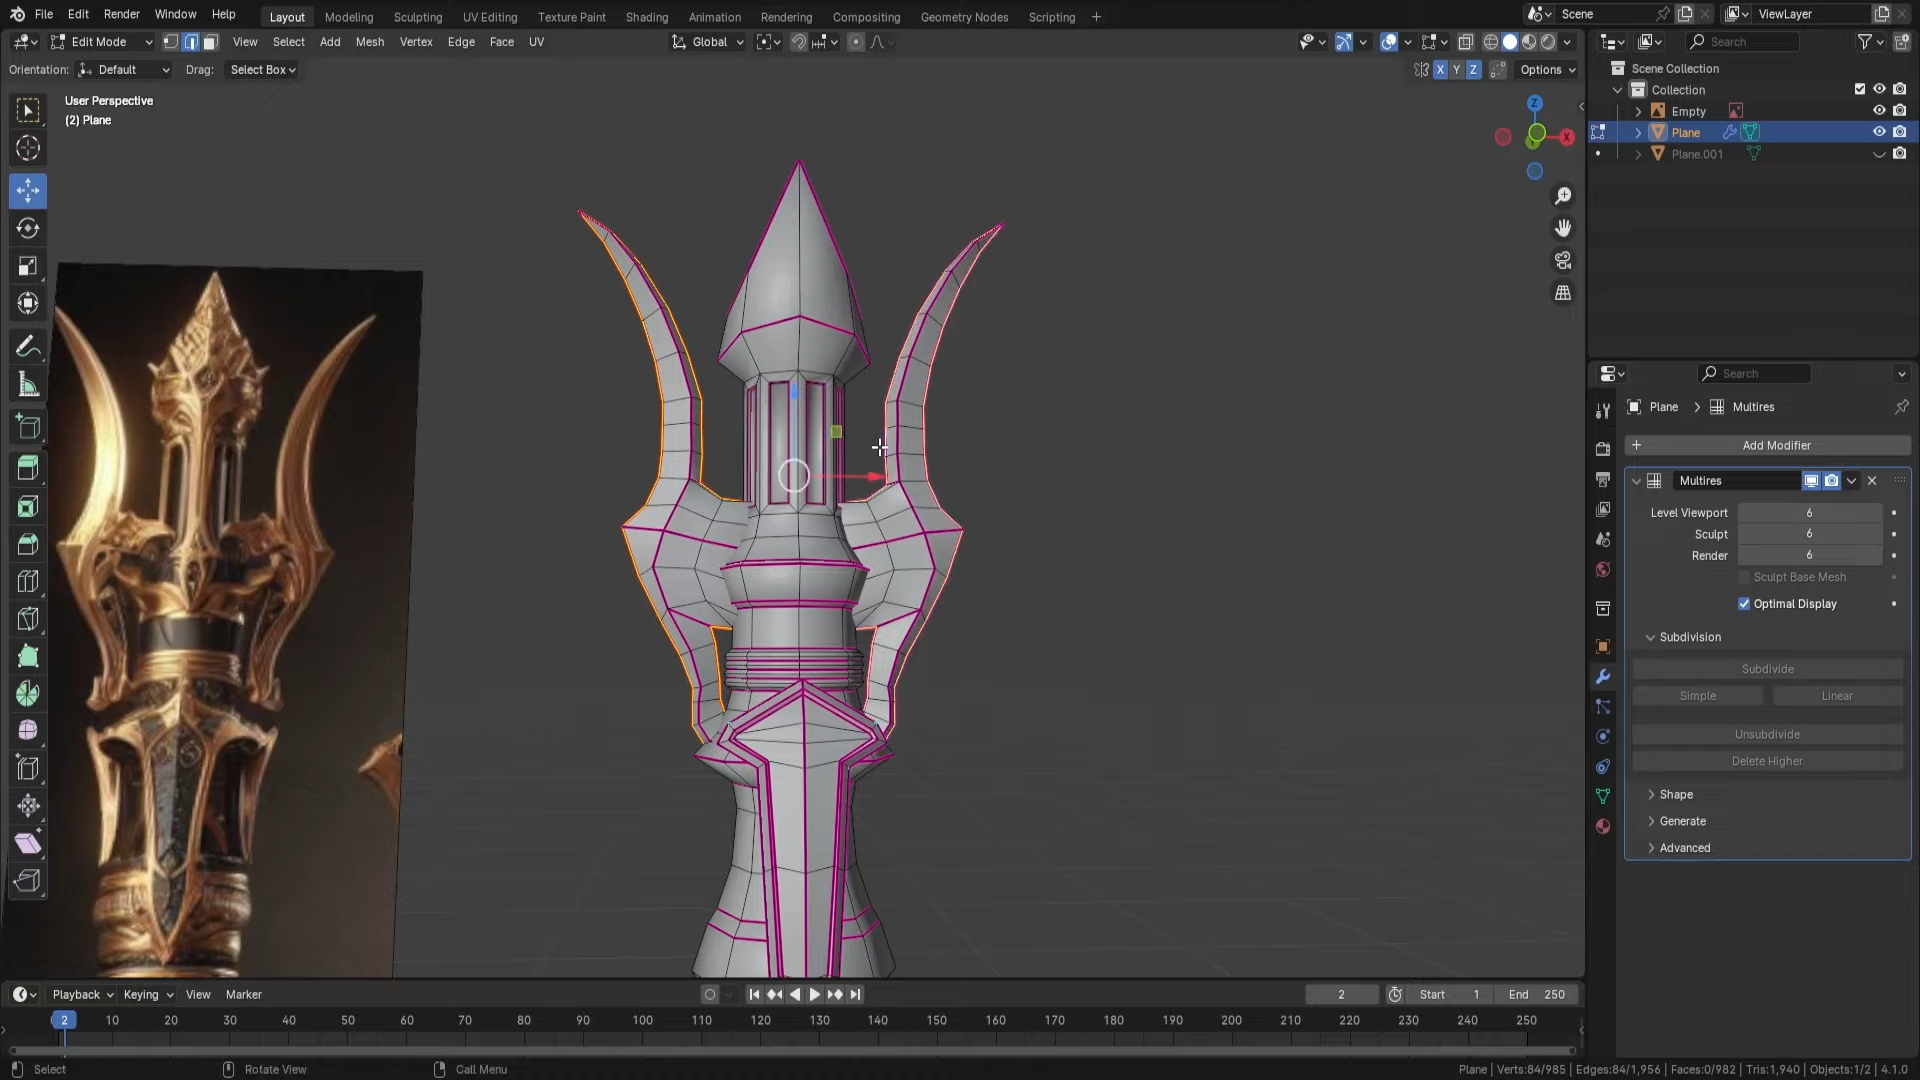 File Edit Render Window Help Layout Modeling Sculpting UV Editing Texture Paint Shading Animation Rendering Compositing Geometry Nodes Scripting + Scene ViewLayer
Edit Mode View Select Add Mesh Vertex Edge Face UV Global Search
Orientation: Default Drag: Select Box X Y Z Options
Scene Collection
Collection
Empty
Plane
Plane.001
User Perspective
(2) Plane
Z
X
Search
Plane > Multires
+ Add Modifier
Multires
Level Viewport 6
Sculpt 6
Render 6
Sculpt Base Mesh
Optimal Display
Subdivision
Subdivide
Simple Linear
Unsubdivide
Delete Higher
Shape
Generate
Advanced
Playback Keying View Marker 2 Start 1 End 250
2 10 20 30 40 50 60 70 80 90 100 110 120 130 140 150 160 170 180 190 200 210 220 230 240 250
Select Rotate View Call Menu Plane | Verts:84/985 | Edges:84/1,956 | Faces:0/982 | Tris:1,940 | Objects:1/2 | 4.1.0